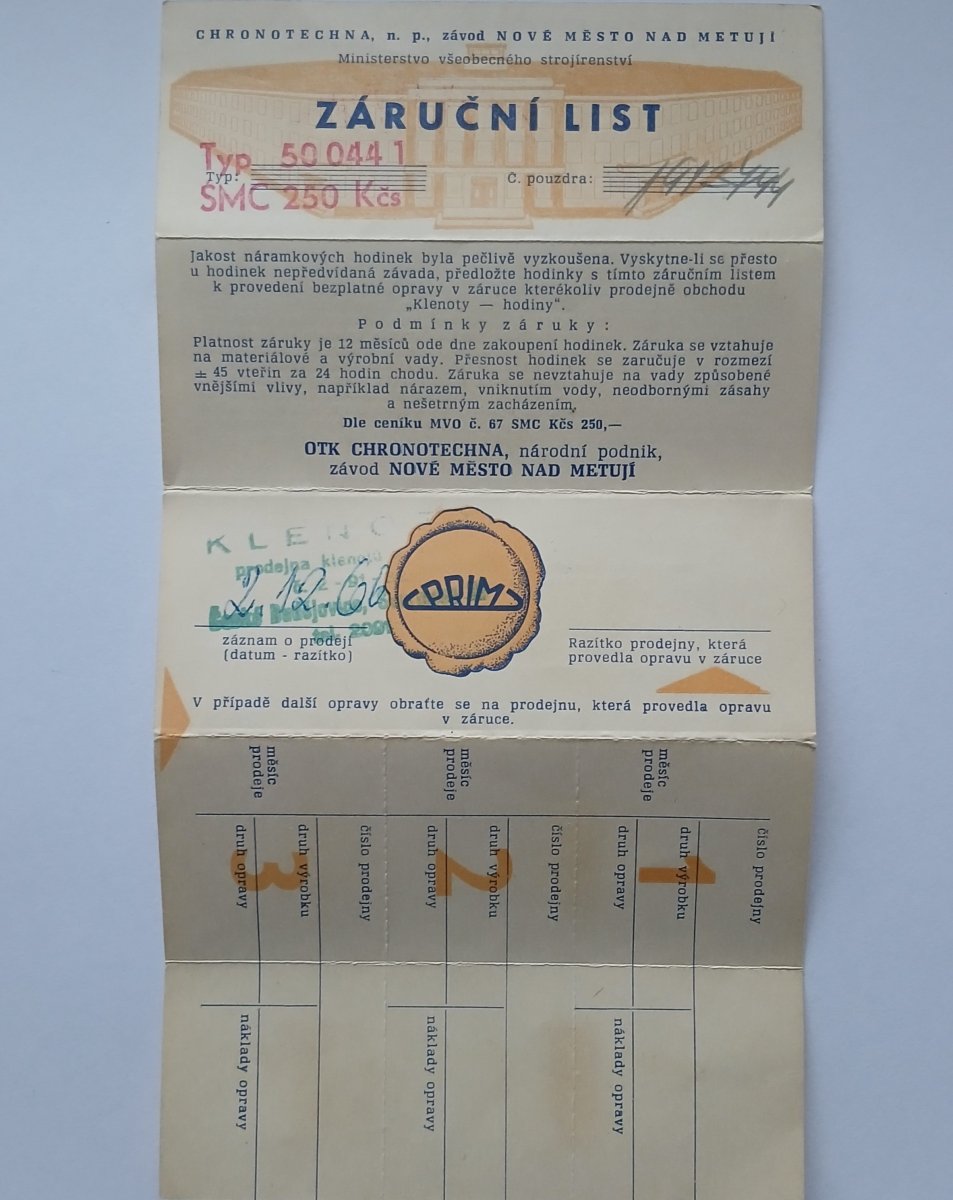 CHRONOTECHNA, n. p., závod NOVÉ MĚSTO NAD METUJÍ
Ministerstvo všeobecného strojírenství
ZÁRUČNÍ LIST
Typ 50 044 1
Typ:
Č. pouzdra:
SMC 250 Kčs
Jakost náramkových hodinek byla pečlivě vyzkoušena. Vyskytne-li se přesto
u hodinek nepředvídaná závada, předložte hodinky s tímto záručním listem
k provedení bezplatné opravy v záruce kterékoliv prodejně obchodu
„Klenoty — hodiny“.
Podmínky záruky:
Platnost záruky je 12 měsíců ode dne zakoupení hodinek. Záruka se vztahuje
na materiálové a výrobní vady. Přesnost hodinek se zaručuje v rozmezí
± 45 vteřin za 24 hodin chodu. Záruka se nevztahuje na vady způsobené
vnějšími vlivy, například nárazem, vniknutím vody, neodbornými zásahy
a nešetrným zacházením.
Dle ceníku MVO č. 67 SMC Kčs 250,—
OTK CHRONOTECHNA, národní podnik,
závod NOVÉ MĚSTO NAD METUJÍ
prodejna klenotů
2.12.66
PRIM
záznam o prodeji
(datum - razítko)
Razítko prodejny, která
provedla opravu v záruce
V případě další opravy obraťte se na prodejnu, která provedla opravu
v záruce.
měsíc
prodeje
měsíc
prodeje
měsíc
prodeje
číslo prodejny
druh výrobku
druh opravy
1
číslo prodejny
druh výrobku
druh opravy
2
číslo prodejny
druh výrobku
druh opravy
3
náklady opravy
náklady opravy
náklady opravy